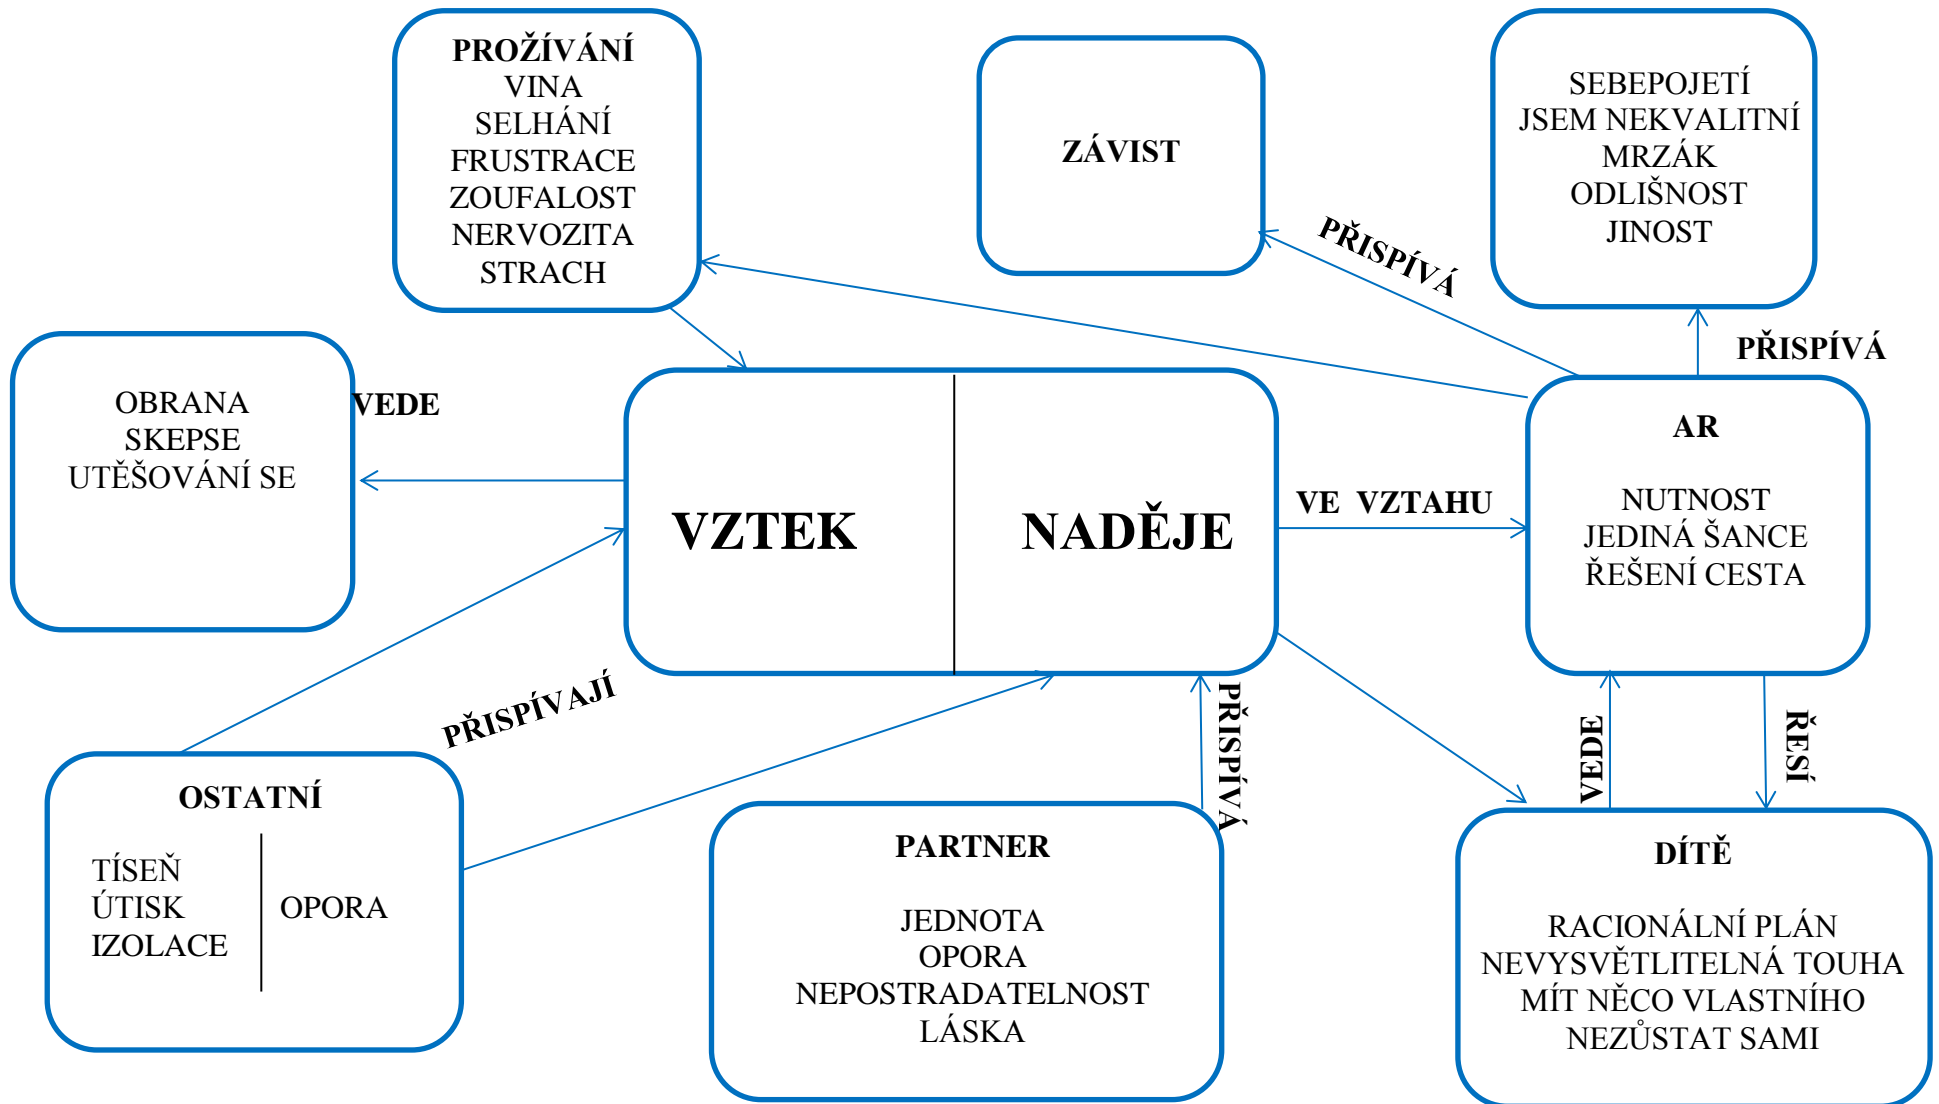 PROŽÍVÁNÍ
VINA
SELHÁNÍ
FRUSTRACE
ZOUFALOST
NERVOZITA
STRACH
ZÁVIST
SEBEPOJETÍ
JSEM NEKVALITNÍ
MRZÁK
ODLIŠNOST
JINOST
PŘISPÍVÁ
PŘISPÍVÁ
OBRANA
SKEPSE
UTĚŠOVÁNÍ SE
VEDE
VZTEK
NADĚJE
VE VZTAHU
AR
NUTNOST
JEDINÁ ŠANCE
ŘEŠENÍ CESTA
PŘISPÍVAJÍ
PŘISPÍVÁ
VEDE
ŘESÍ
OSTATNÍ
TÍSEŇ
ÚTISK
IZOLACE
OPORA
PARTNER
JEDNOTA
OPORA
NEPOSTRADATELNOST
LÁSKA
DÍTĚ
RACIONÁLNÍ PLÁN
NEVYSVĚTLITELNÁ TOUHA
MÍT NĚCO VLASTNÍHO
NEZŮSTAT SAMI